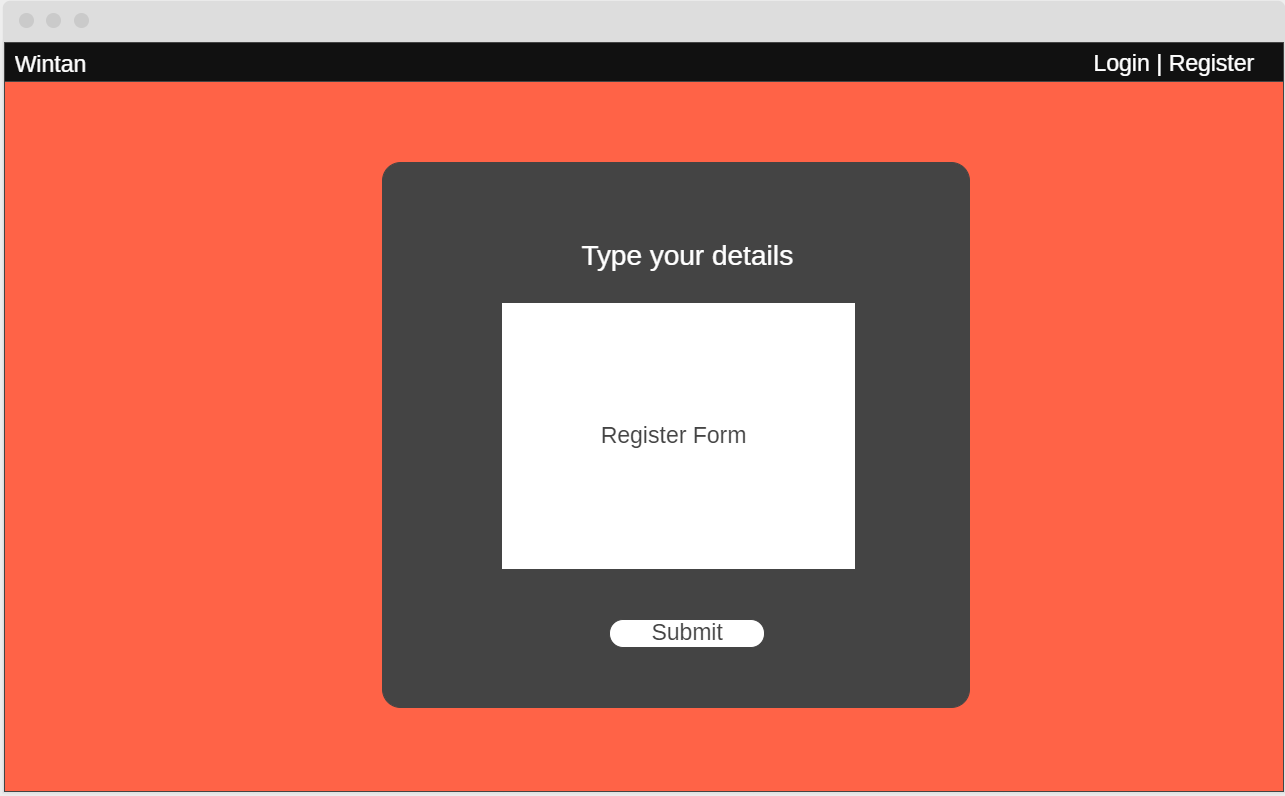 Wintan
Login | Register
Type your details
Register Form
Submit